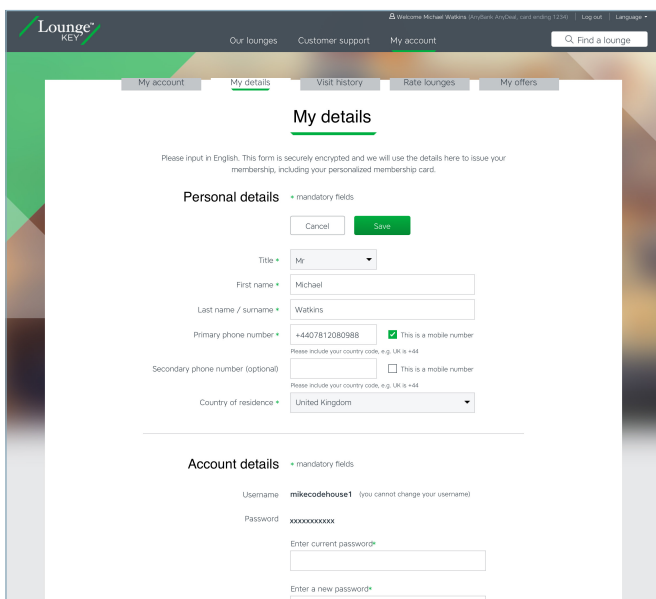 Lounge™
KEY
Welcome Michael Watkins (AnyBank AnyDeal, card ending 1234) | Log out | Language
Our lounges Customer support My account Find a lounge
My account My details Visit history Rate lounges My offers
My details
Please input in English. This form is securely encrypted and we will use the details here to issue your
membership, including your personalized membership card.
Personal details * mandatory fields
Cancel Save
Title * Mr
First name * Michael
Last name / surname * Watkins
Primary phone number * +4407812080988 This is a mobile number
Please include your country code, e.g. UK is +44
Secondary phone number (optional) This is a mobile number
Please include your country code, e.g. UK is +44
Country of residence * United Kingdom
Account details * mandatory fields
Username mikecodehouse1 (you cannot change your username)
Password xxxxxxxxxxx
Enter current password*
Enter a new password*